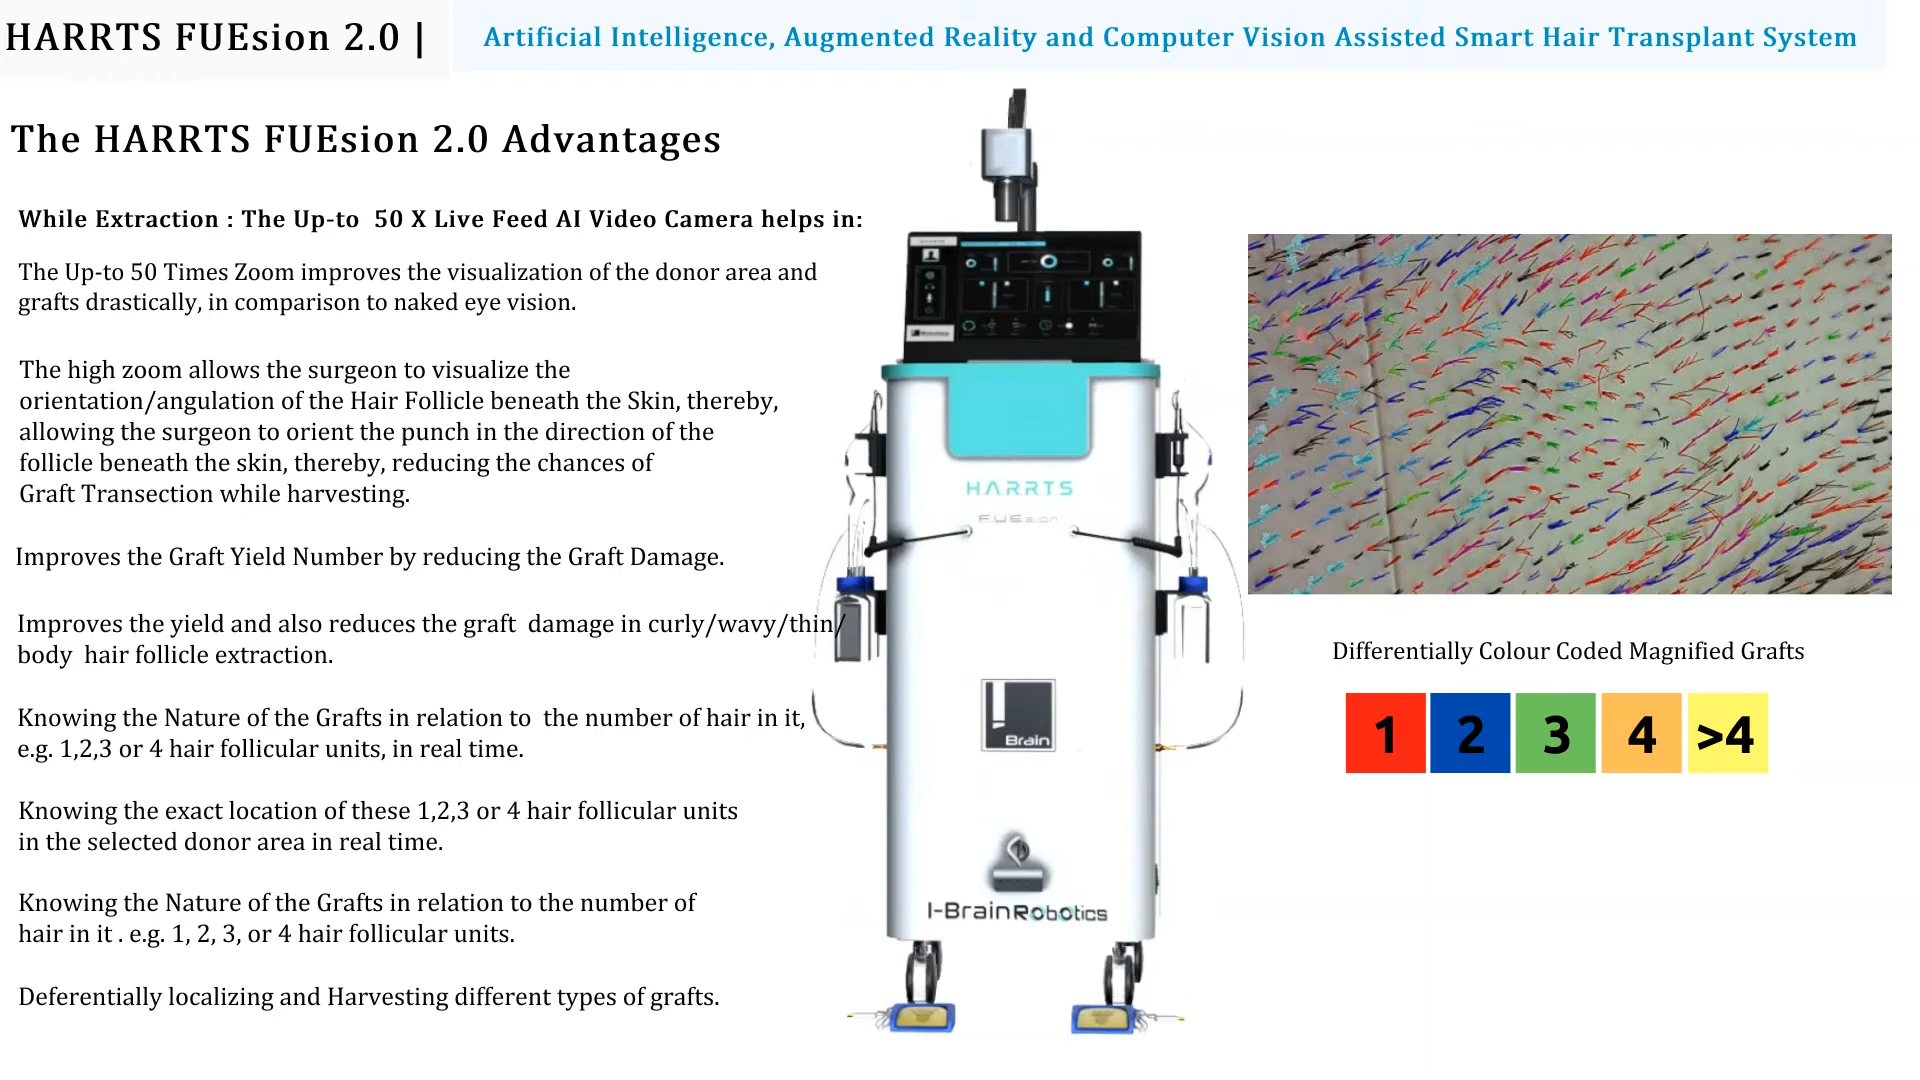 HARRTS FUEsion 2.0 |
Artificial Intelligence, Augmented Reality and Computer Vision Assisted Smart Hair Transplant System
The HARRTS FUEsion 2.0 Advantages
While Extraction : The Up-to  50 X Live Feed AI Video Camera helps in:
The Up-to 50 Times Zoom improves the visualization of the donor area and
grafts drastically, in comparison to naked eye vision.
The high zoom allows the surgeon to visualize the
orientation/angulation of the Hair Follicle beneath the Skin, thereby,
allowing the surgeon to orient the punch in the direction of the
follicle beneath the skin, thereby, reducing the chances of
Graft Transection while harvesting.
Improves the Graft Yield Number by reducing the Graft Damage.
Improves the yield and also reduces the graft  damage in curly/wavy/thin/
body  hair follicle extraction.
Knowing the Nature of the Grafts in relation to  the number of hair in it,
e.g. 1,2,3 or 4 hair follicular units, in real time.
Knowing the exact location of these 1,2,3 or 4 hair follicular units
in the selected donor area in real time.
Knowing the Nature of the Grafts in relation to the number of
hair in it . e.g. 1, 2, 3, or 4 hair follicular units.
Deferentially localizing and Harvesting different types of grafts.
HARRTS
FUEsion
Brain
I-BrainRobotics
Differentially Colour Coded Magnified Grafts
1 2 3 4 >4